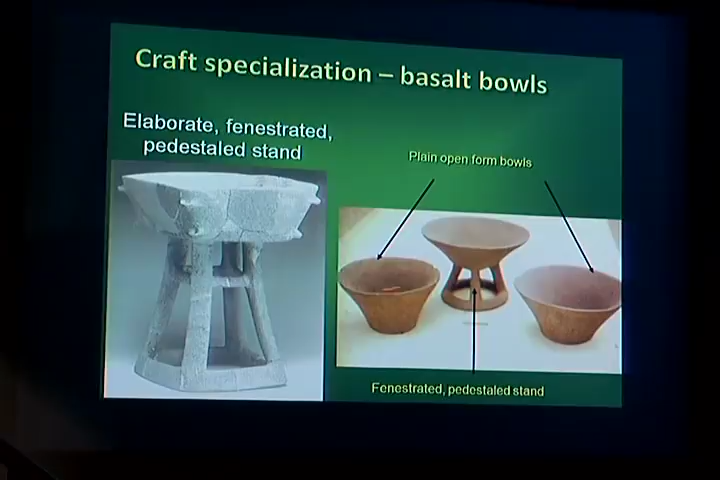 Craft specialization – basalt bowls
Elaborate, fenestrated,
pedestaled stand
Plain open form bowls
Fenestrated, pedestaled stand